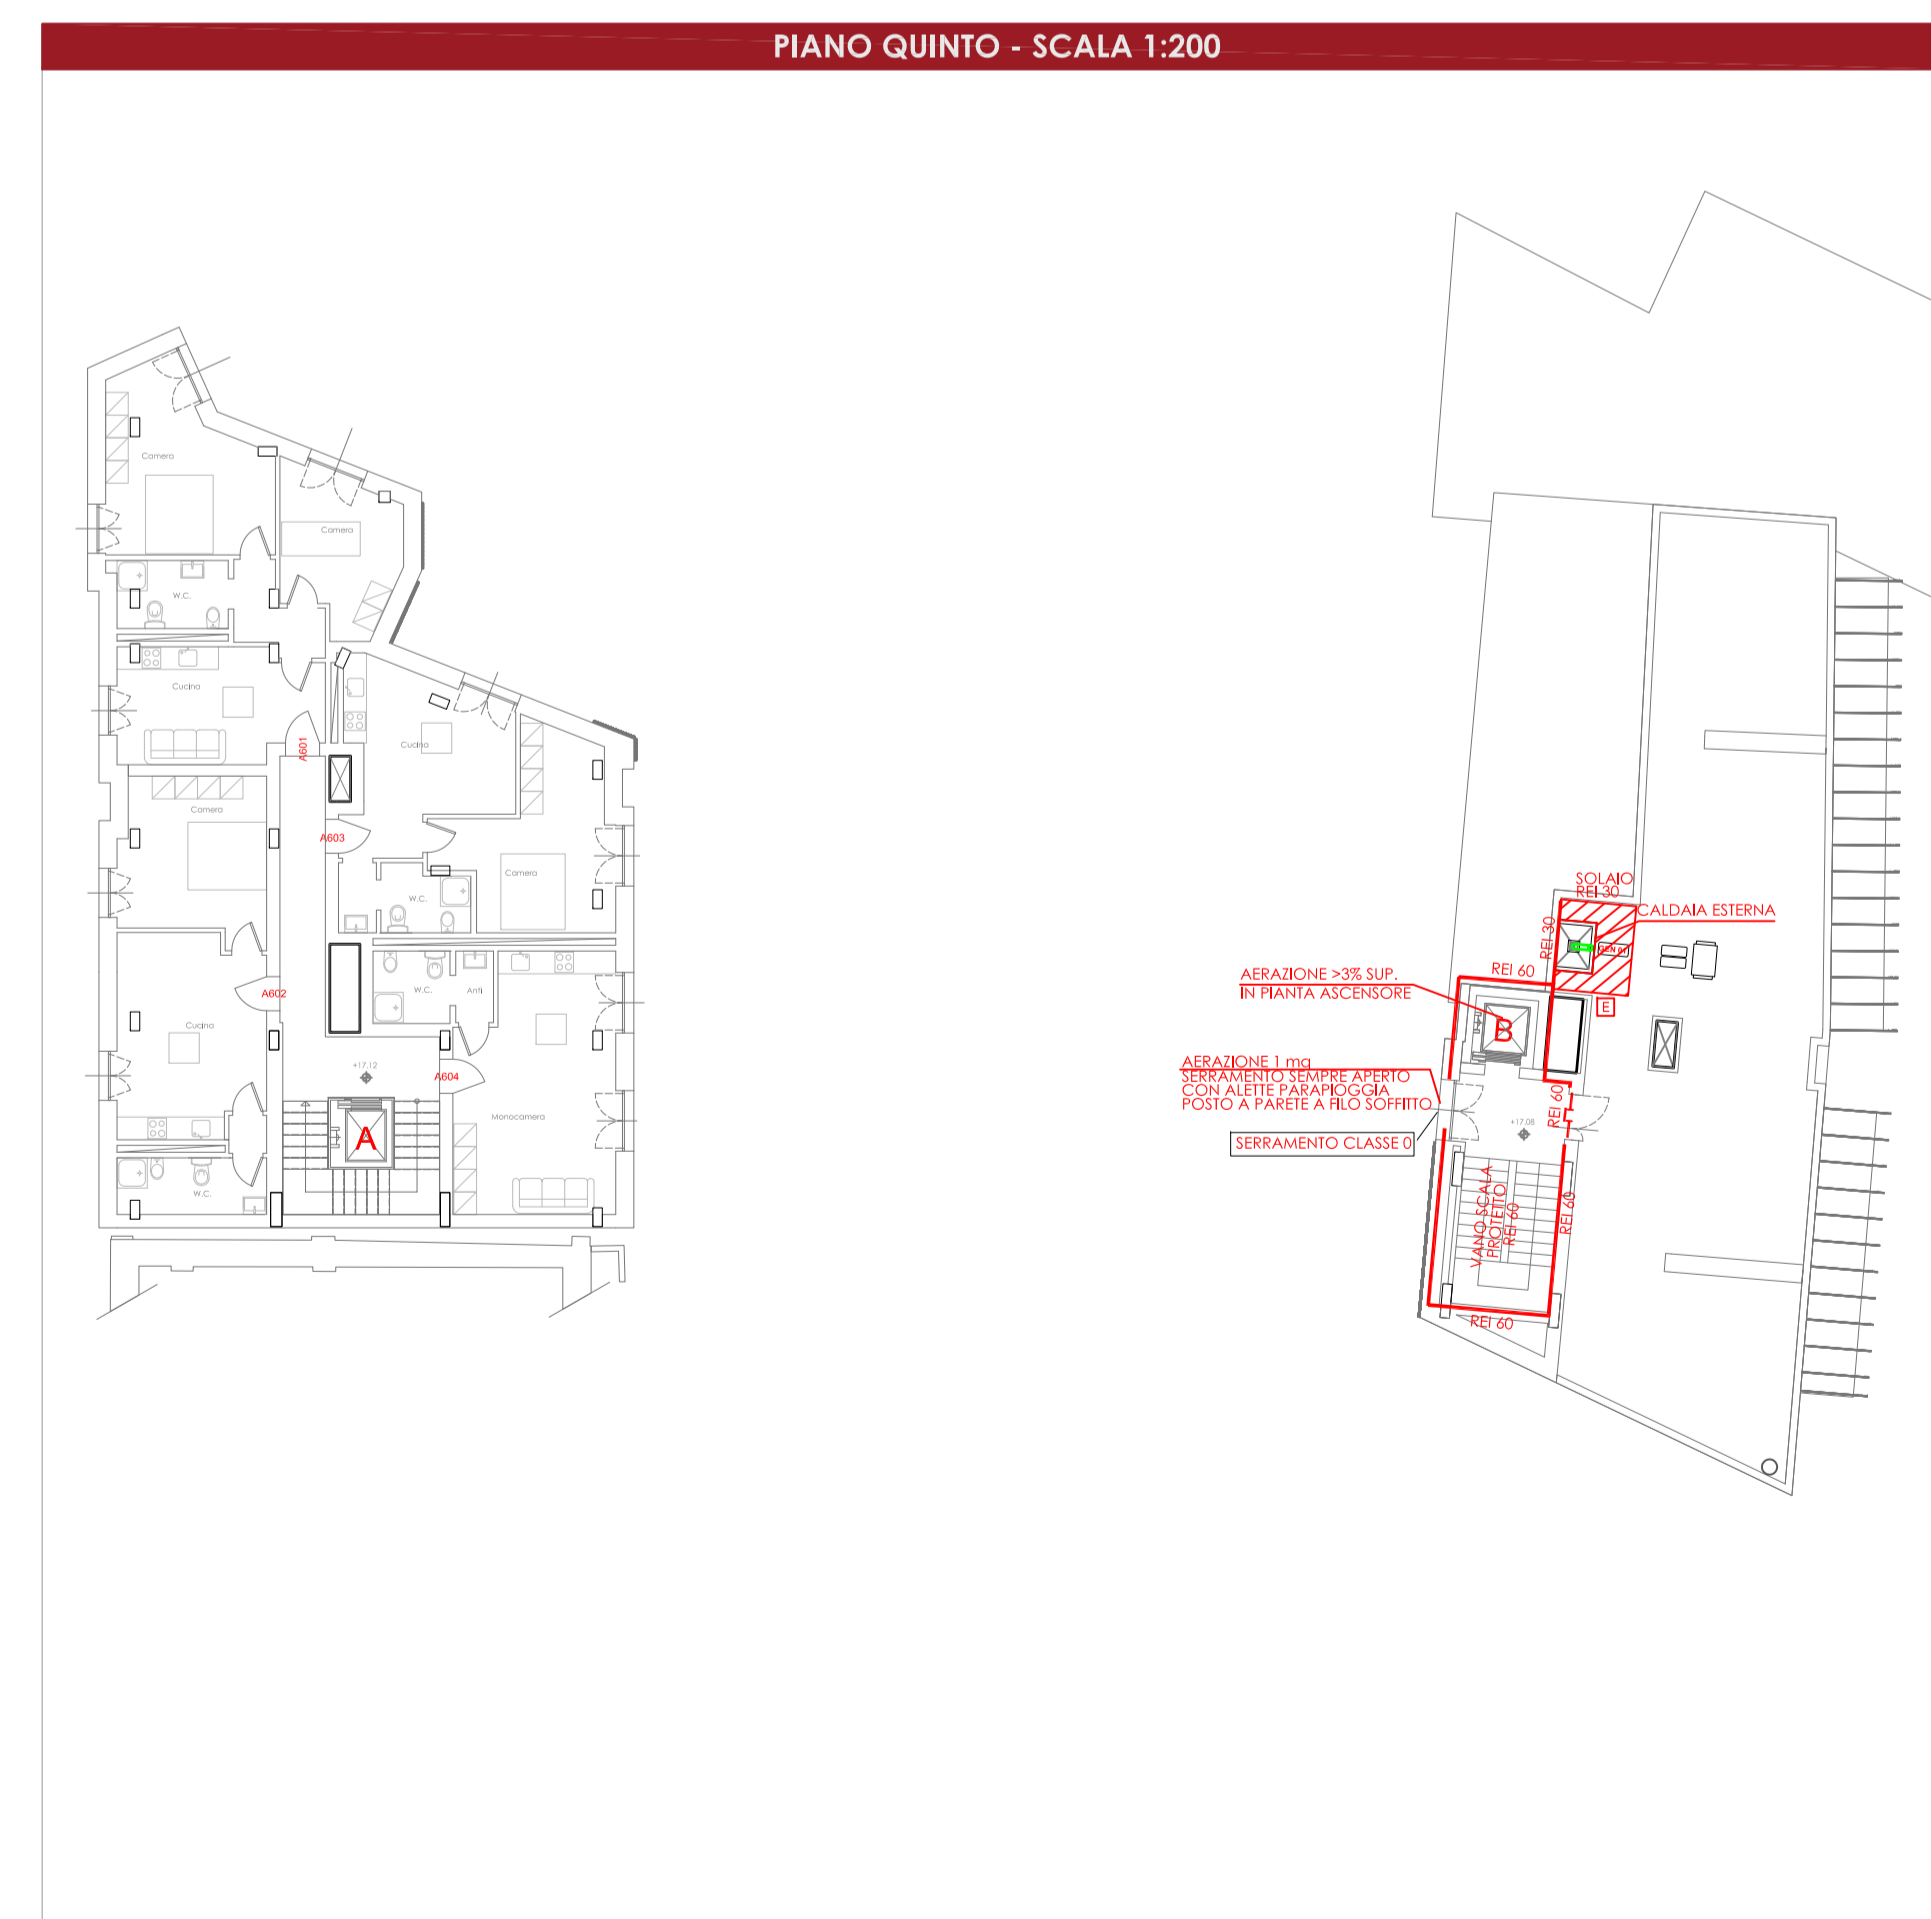 PIANO QUINTO - SCALA 1:200
Camera
Camera
W.C.
Cucina
A601
Cucina
Camera
A603
Camera
W.C.
W.C.
Anti
A602
Cucina
+17.12
A604
Monocamera
A
W.C.
SOLAIO
REI 30
CALDAIA ESTERNA
REI 30
GEN 01
REI 60
E
AERAZIONE >3% SUP.
IN PIANTA ASCENSORE
B
AERAZIONE 1 mq
SERRAMENTO SEMPRE APERTO
CON ALETTE PARAPIOGGIA
POSTO A PARETE A FILO SOFFITTO
REI 60
+17.08
SERRAMENTO CLASSE 0
VANO SCALA
PROTETTO
REI 60
REI 60
REI 60